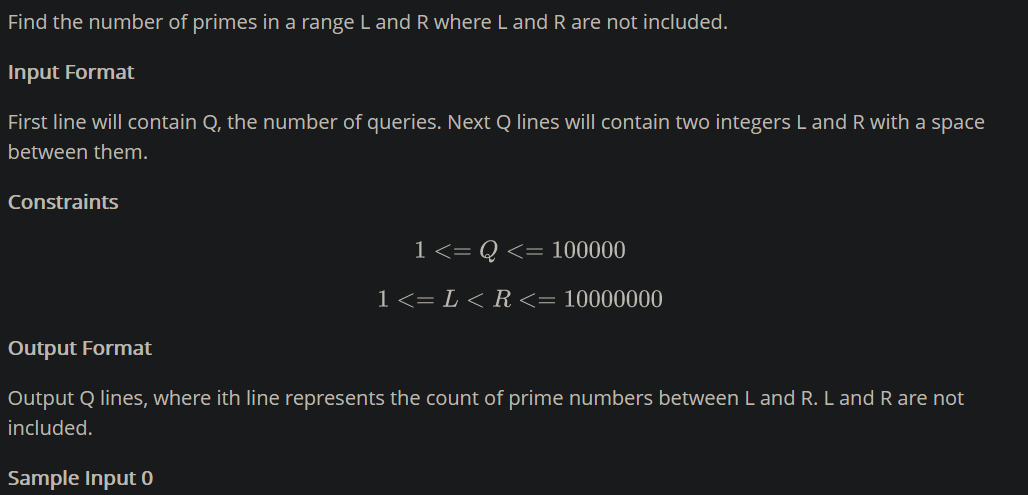 Find the number of primes in a range L and R where L and R are not included.
Input Format
First line will contain Q, the number of queries. Next Q lines will contain two integers L and R with a space
between them.
Constraints
1 <= Q <= 100000
1 <= L < R <= 10000000
Output Format
Output Q lines, where ith line represents the count of prime numbers between L and R. L and R are not
included.
Sample Input 0